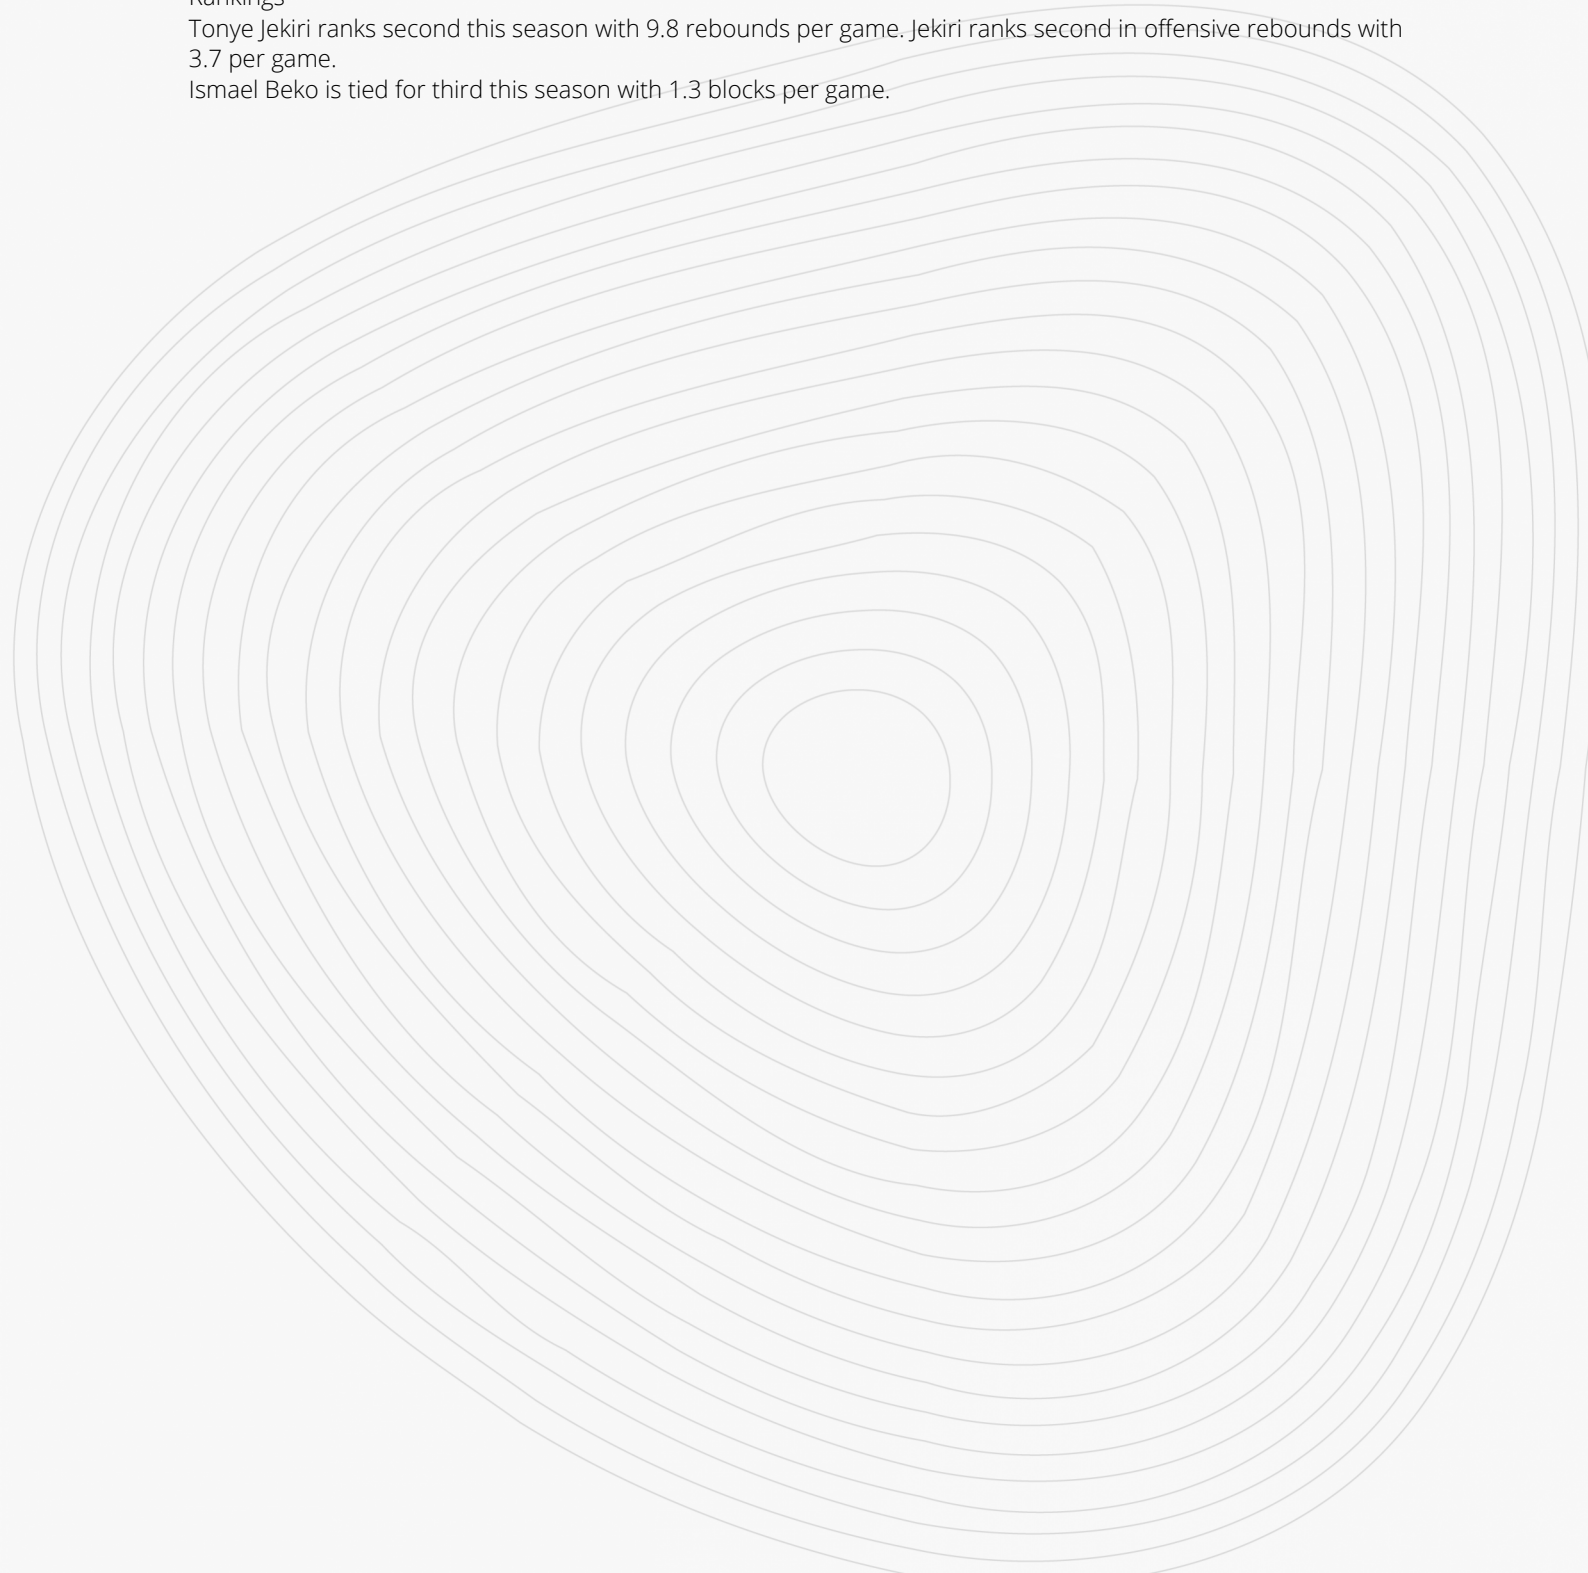 Rankings
Tonye Jekiri ranks second this season with 9.8 rebounds per game. Jekiri ranks second in offensive rebounds with
3.7 per game.
Ismael Beko is tied for third this season with 1.3 blocks per game.